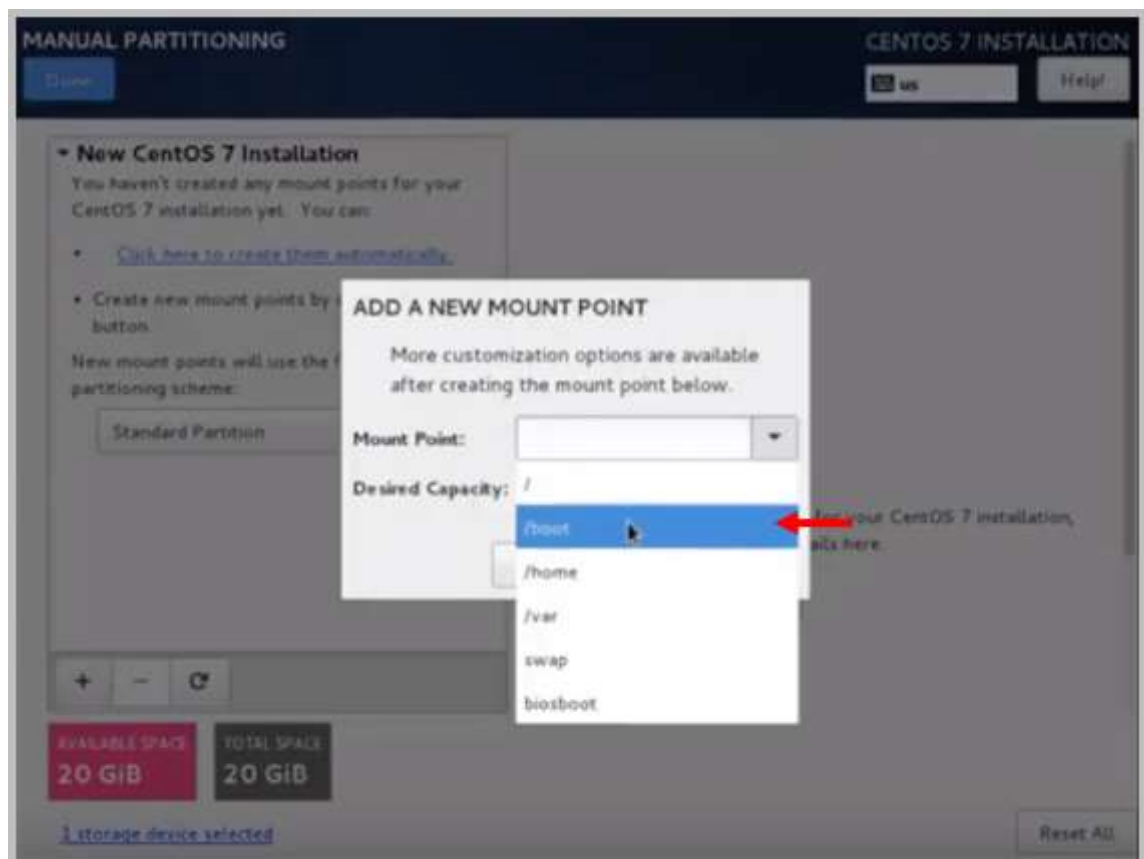 MANUAL PARTITIONING
CENTOS 7 INSTALLATION
Done
us
Help!
New CentOS 7 Installation
You haven't created any mount points for your
CentOS 7 installation yet. You can:
• Click here to create them automatically.
• Create new mount points by
button.
New mount points will use the
partitioning scheme:
Standard Partition
ADD A NEW MOUNT POINT
More customization options are available
after creating the mount point below.
Mount Point:
Desired Capacity:
/
/boot
/home
/var
swap
biosboot
for your CentOS 7 installation,
here.
+ -
AVAILABLE SPACE
20 GiB
TOTAL SPACE
20 GiB
1 storage device selected
Reset All